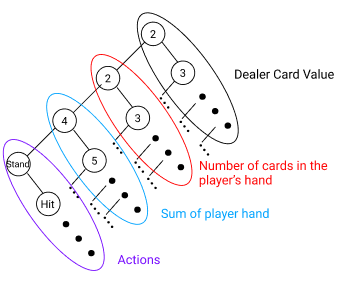 2
3
Dealer Card Value
2
3
Number of cards in the
player's hand
4
5
Sum of player hand
Stand
Hit
Actions